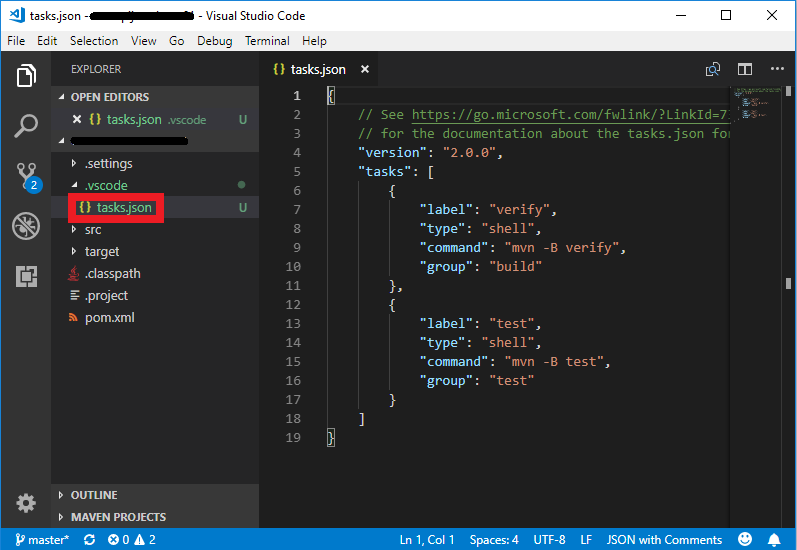 tasks.json - - Visual Studio Code
File Edit Selection View Go Debug Terminal Help
EXPLORER
OPEN EDITORS
{} tasks.json .vscode U
.settings
.vscode
{} tasks.json U
src
target
.classpath
.project
pom.xml
OUTLINE
MAVEN PROJECTS
2
{} tasks.json
1 {
2 // See https://go.microsoft.com/fwlink/?LinkId=7
3 // for the documentation about the tasks.json for
4 "version": "2.0.0",
5 "tasks": [
6 {
7 "label": "verify",
8 "type": "shell",
9 "command": "mvn -B verify",
10 "group": "build"
11 },
12 {
13 "label": "test",
14 "type": "shell",
15 "command": "mvn -B test",
16 "group": "test"
17 }
18 ]
19 }
master* 0 2 Ln 1, Col 1 Spaces: 4 UTF-8 LF JSON with Comments